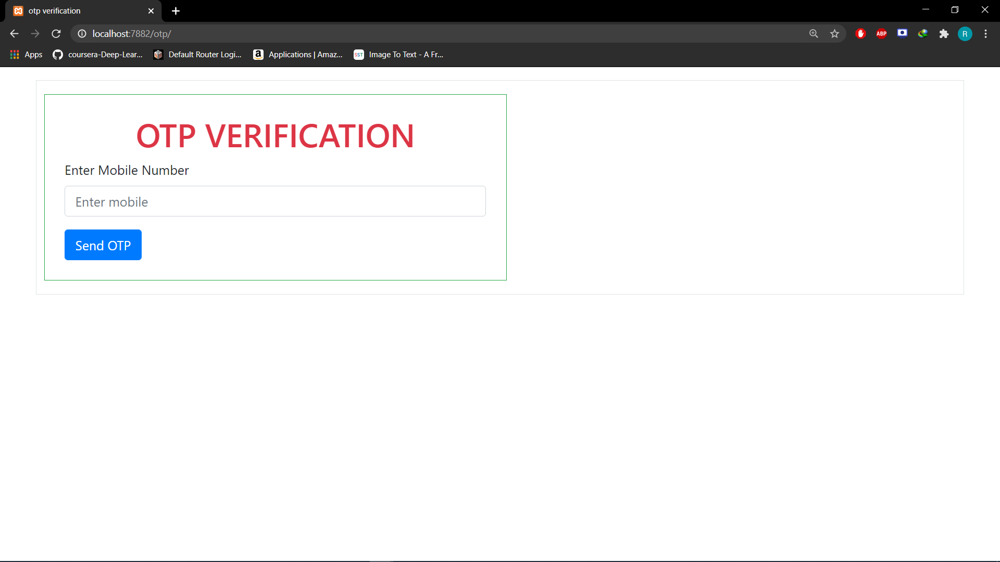 otp verification
localhost:7882/otp/
ABP
R
Apps
coursera-Deep-Lear...
Default Router Logi...
a
Applications | Amaz...
SST
Image To Text - A Fr...
OTP VERIFICATION
Enter Mobile Number
Enter mobile
Send OTP